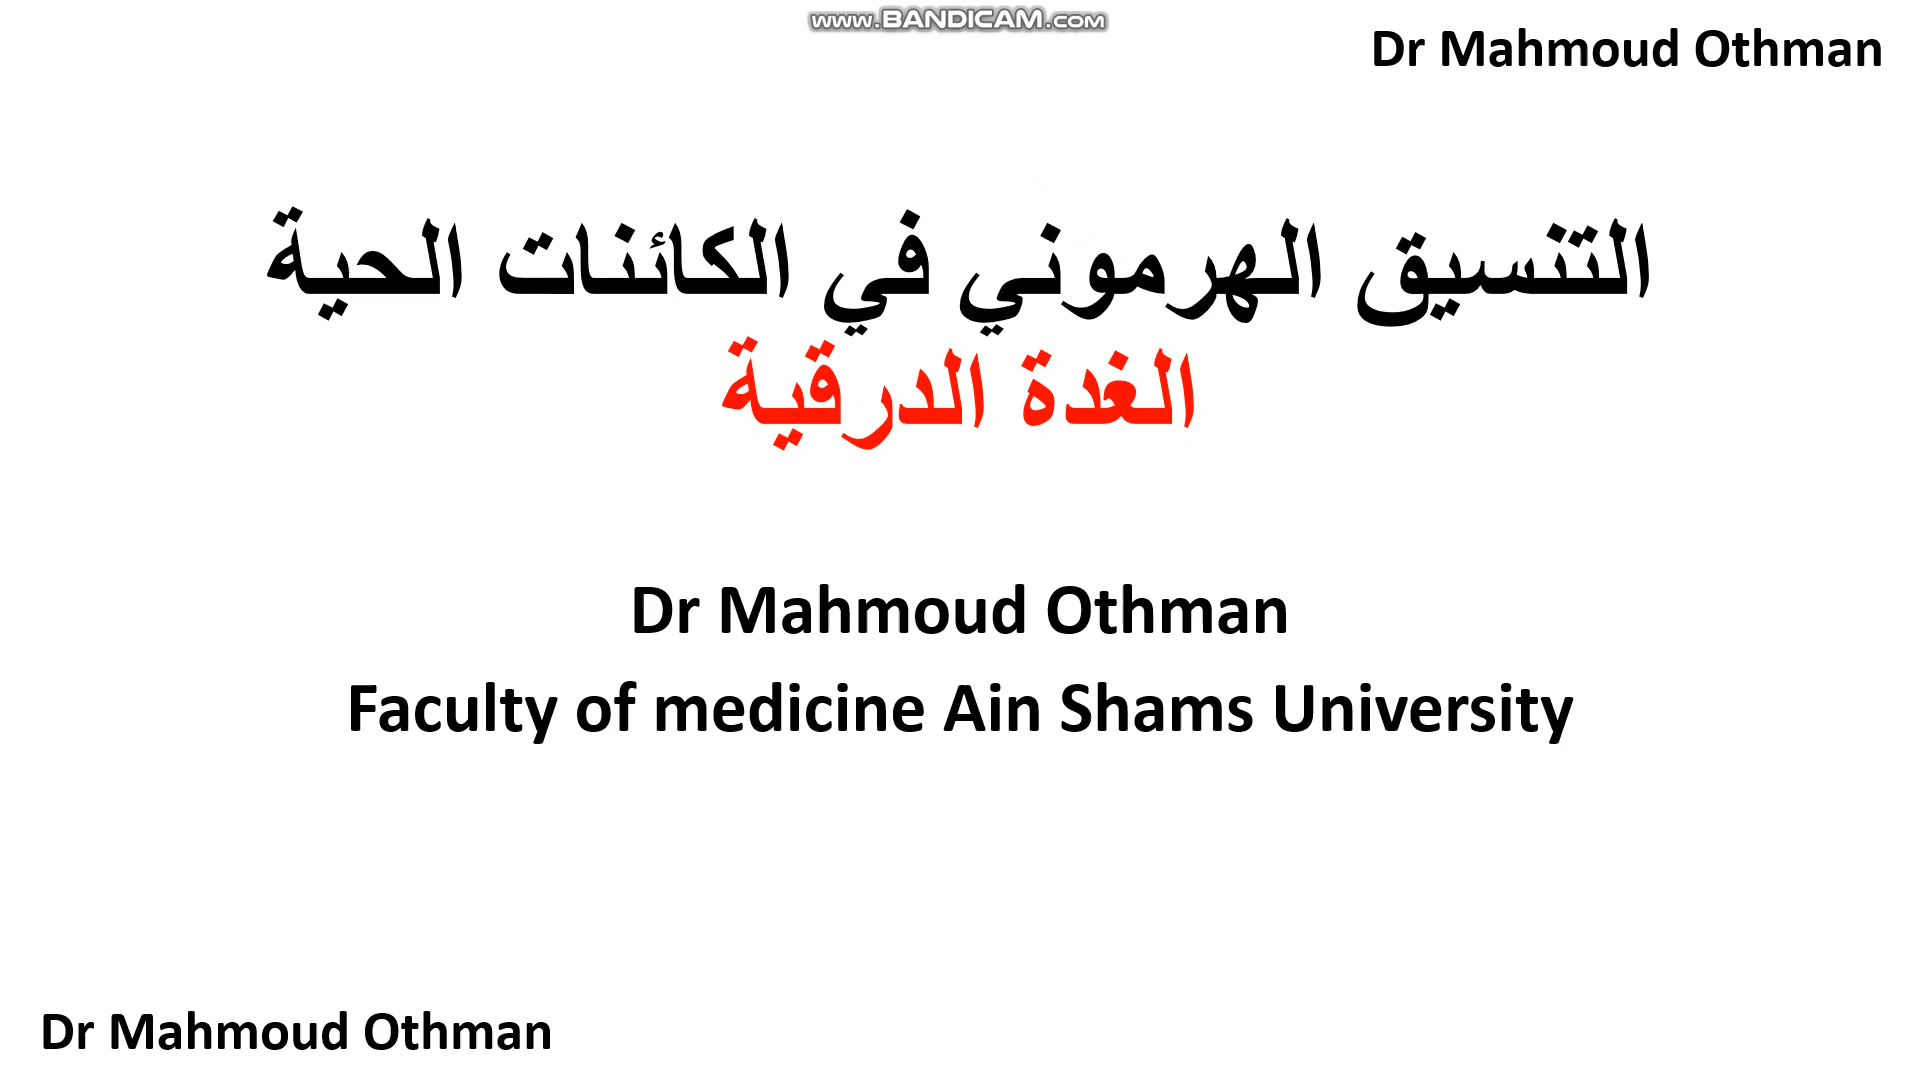 www.BANDICAM.com
Dr Mahmoud Othman
التنسيق الهرموني في الكائنات الحية
الغدة الدرقية
Dr Mahmoud Othman
Faculty of medicine Ain Shams University
Dr Mahmoud Othman